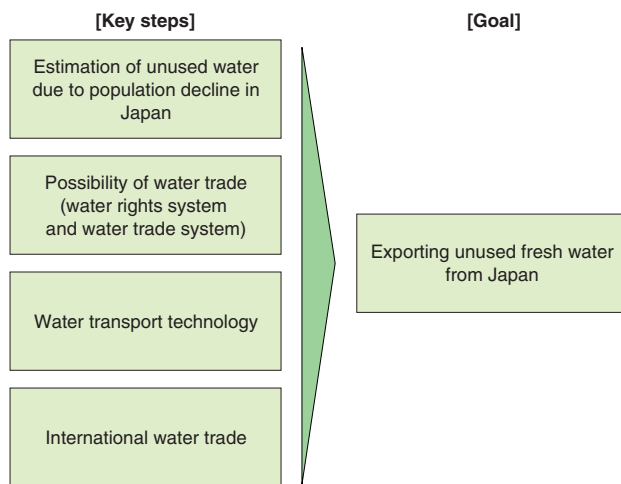 [Key steps]
[Goal]
Estimation of unused water
due to population decline in
Japan
Possibility of water trade
(water rights system
and water trade system)
Water transport technology
International water trade
Exporting unused fresh water
from Japan